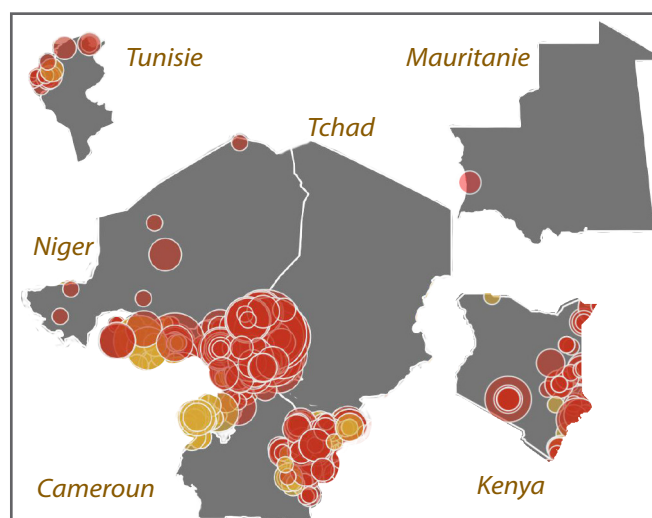 Tunisie
Mauritanie
Tchad
Niger
Cameroun
Kenya